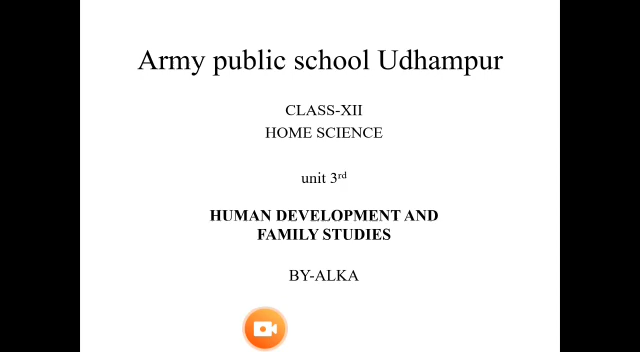 Army public school Udhampur
CLASS-XII
HOME SCIENCE
unit 3rd
HUMAN DEVELOPMENT AND
FAMILY STUDIES
BY-ALKA